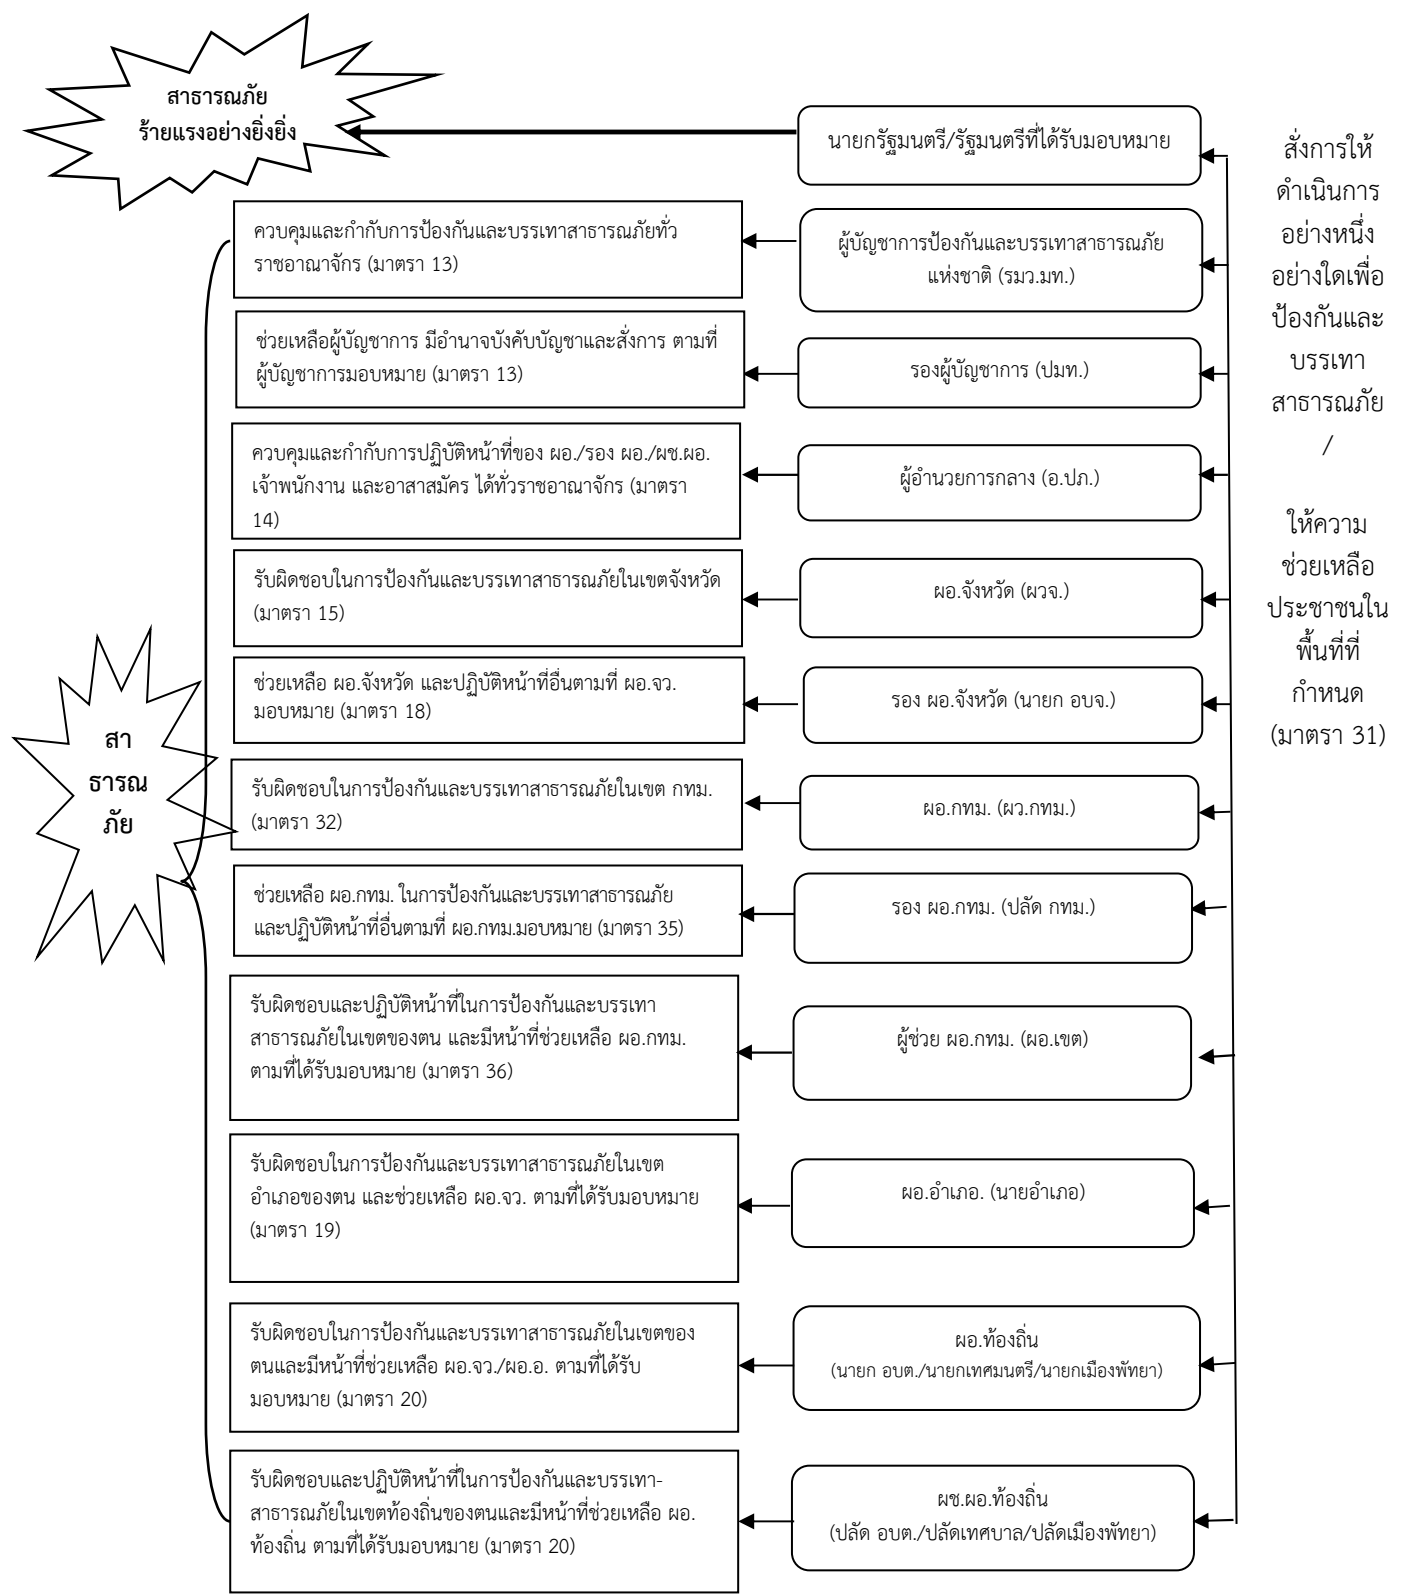 สาธารณภัย
ร้ายแรงอย่างยิ่งยิ่ง
นายกรัฐมนตรี/รัฐมนตรีที่ได้รับมอบหมาย
ควบคุมและกำกับการป้องกันและบรรเทาสาธารณภัยทั่ว
ราชอาณาจักร (มาตรา 13)
ผู้บัญชาการป้องกันและบรรเทาสาธารณภัย
แห่งชาติ (รมว.มท.)
ช่วยเหลือผู้บัญชาการ มีอำนาจบังคับบัญชาและสั่งการ ตามที่
ผู้บัญชาการมอบหมาย (มาตรา 13)
รองผู้บัญชาการ (ปมท.)
ควบคุมและกำกับการปฏิบัติหน้าที่ของ ผอ./รอง ผอ./ผช.ผอ.
เจ้าพนักงาน และอาสาสมัคร ได้ทั่วราชอาณาจักร (มาตรา
14)
ผู้อำนวยการกลาง (อ.ปภ.)
รับผิดชอบในการป้องกันและบรรเทาสาธารณภัยในเขตจังหวัด
(มาตรา 15)
ผอ.จังหวัด (ผวจ.)
ช่วยเหลือ ผอ.จังหวัด และปฏิบัติหน้าที่อื่นตามที่ ผอ.จว.
มอบหมาย (มาตรา 18)
รอง ผอ.จังหวัด (นายก อบจ.)
รับผิดชอบในการป้องกันและบรรเทาสาธารณภัยในเขต กทม.
(มาตรา 32)
ผอ.กทม. (ผว.กทม.)
ช่วยเหลือ ผอ.กทม. ในการป้องกันและบรรเทาสาธารณภัย
และปฏิบัติหน้าที่อื่นตามที่ ผอ.กทม.มอบหมาย (มาตรา 35)
รอง ผอ.กทม. (ปลัด กทม.)
รับผิดชอบและปฏิบัติหน้าที่ในการป้องกันและบรรเทา
สาธารณภัยในเขตของตน และมีหน้าที่ช่วยเหลือ ผอ.กทม.
ตามที่ได้รับมอบหมาย (มาตรา 36)
ผู้ช่วย ผอ.กทม. (ผอ.เขต)
รับผิดชอบในการป้องกันและบรรเทาสาธารณภัยในเขต
อำเภอของตน และช่วยเหลือ ผอ.จว. ตามที่ได้รับมอบหมาย
(มาตรา 19)
ผอ.อำเภอ. (นายอำเภอ)
รับผิดชอบในการป้องกันและบรรเทาสาธารณภัยในเขตของ
ตนและมีหน้าที่ช่วยเหลือ ผอ.จว./ผอ.อ. ตามที่ได้รับ
มอบหมาย (มาตรา 20)
ผอ.ท้องถิ่น
(นายก อบต./นายกเทศมนตรี/นายกเมืองพัทยา)
รับผิดชอบและปฏิบัติหน้าที่ในการป้องกันและบรรเทา-
สาธารณภัยในเขตท้องถิ่นของตนและมีหน้าที่ช่วยเหลือ ผอ.
ท้องถิ่น ตามที่ได้รับมอบหมาย (มาตรา 20)
ผช.ผอ.ท้องถิ่น
(ปลัด อบต./ปลัดเทศบาล/ปลัดเมืองพัทยา)
สา
ธารณ
ภัย
สั่งการให้
ดำเนินการ
อย่างหนึ่ง
อย่างใดเพื่อ
ป้องกันและ
บรรเทา
สาธารณภัย
/
ให้ความ
ช่วยเหลือ
ประชาชนใน
พื้นที่ที่
กำหนด
(มาตรา 31)